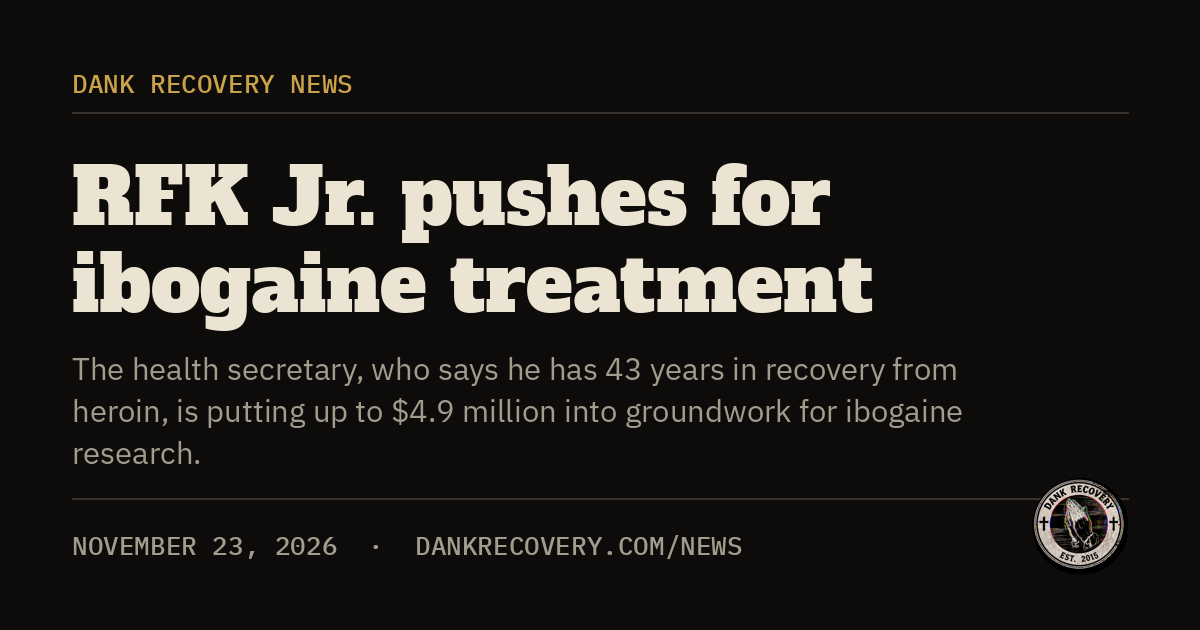 DANK RECOVERY NEWS
RFK Jr. pushes for
ibogaine treatment
The health secretary, who says he has 43 years in recovery from
heroin, is putting up to $4.9 million into groundwork for ibogaine
research.
NOVEMBER 23, 2026 · DANKRECOVERY.COM/NEWS
DANK RECOVERY
EST. 2015